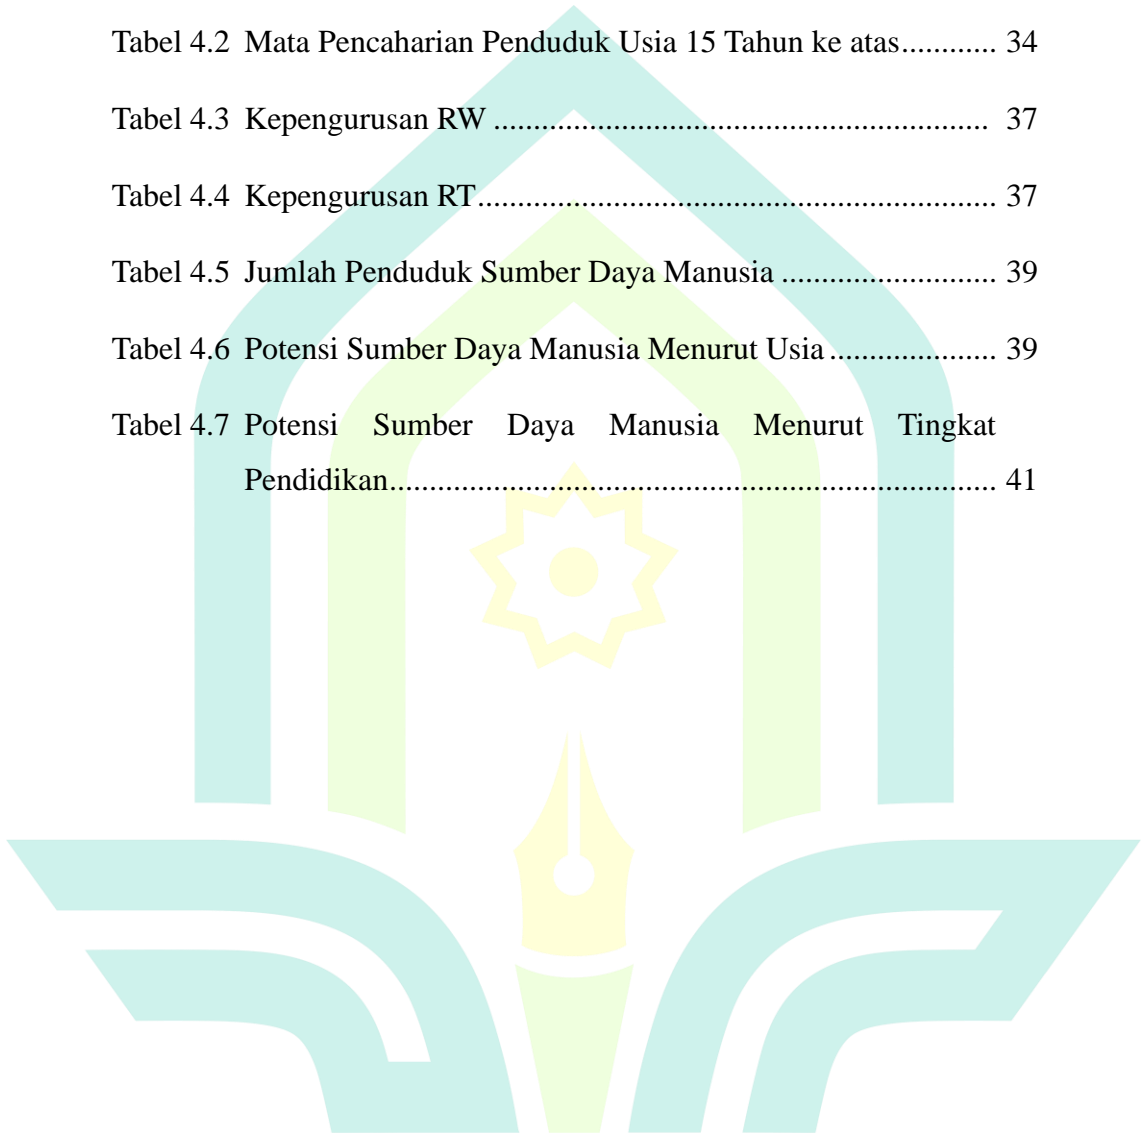 Tabel 4.2 Mata Pencaharian Penduduk Usia 15 Tahun ke atas............ 34
Tabel 4.3 Kepengurusan RW ................................................................ 37
Tabel 4.4 Kepengurusan RT................................................................... 37
Tabel 4.5 Jumlah Penduduk Sumber Daya Manusia ............................ 39
Tabel 4.6 Potensi Sumber Daya Manusia Menurut Usia...................... 39
Tabel 4.7 Potensi Sumber Daya Manusia Menurut Tingkat
Pendidikan.............................................................................. 41